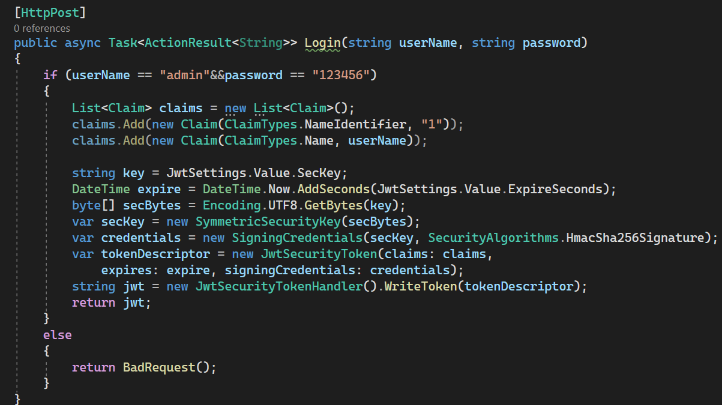 [HttpPost]
0 references
public async Task<ActionResult<String>> Login(string userName, string password)
{
    if (userName == "admin"&&password == "123456")
    {
        List<Claim> claims = new List<Claim>();
        claims.Add(new Claim(ClaimTypes.NameIdentifier, "1"));
        claims.Add(new Claim(ClaimTypes.Name, userName));

        string key = JwtSettings.Value.SecKey;
        DateTime expire = DateTime.Now.AddSeconds(JwtSettings.Value.ExpireSeconds);
        byte[] secBytes = Encoding.UTF8.GetBytes(key);
        var secKey = new SymmetricSecurityKey(secBytes);
        var credentials = new SigningCredentials(secKey, SecurityAlgorithms.HmacSha256Signature);
        var tokenDescriptor = new JwtSecurityToken(claims: claims,
            expires: expire, signingCredentials: credentials);
        string jwt = new JwtSecurityTokenHandler().WriteToken(tokenDescriptor);
        return jwt;
    }
    else
    {
        return BadRequest();
    }
}